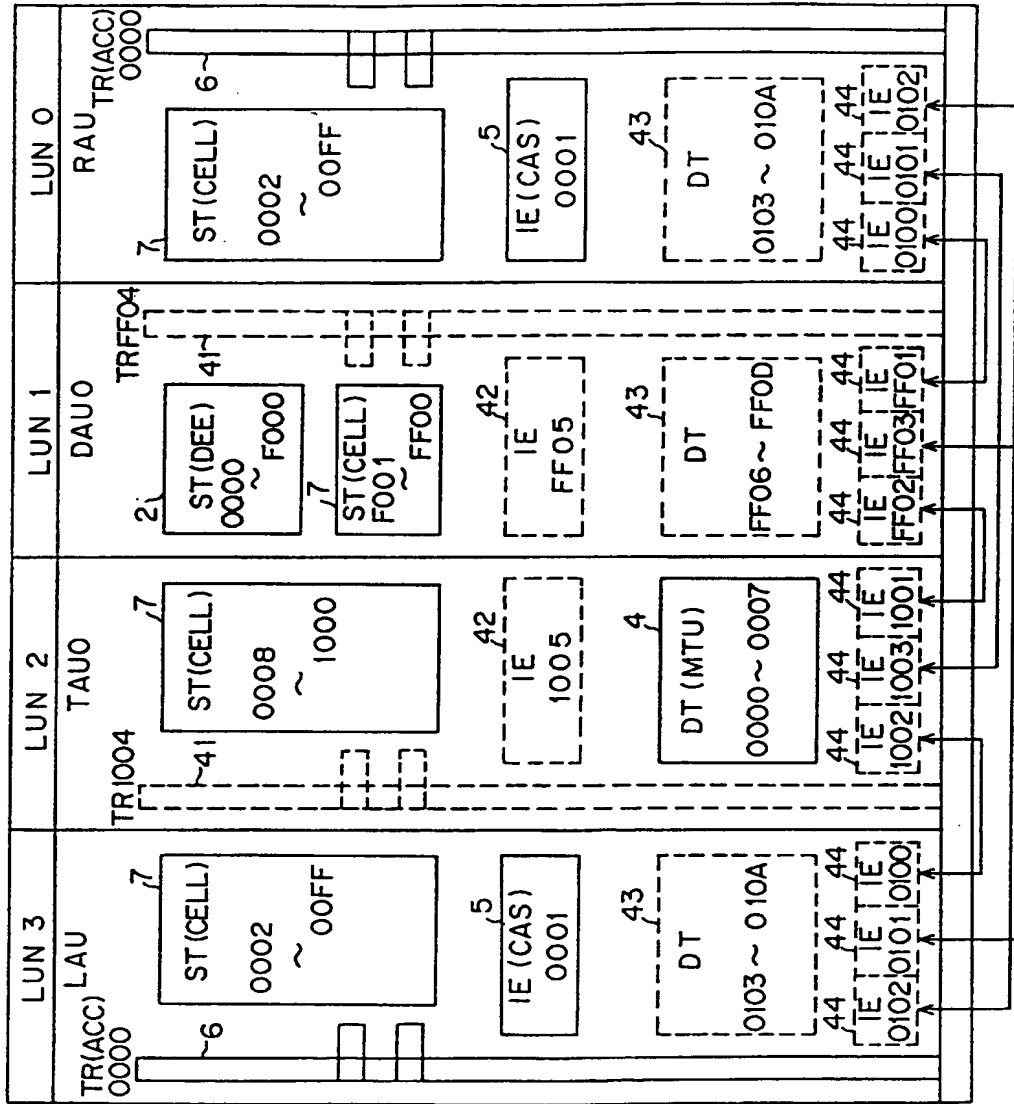 LUN 3
LAU
TR(ACC)
0000
6
7
ST(CELL)
0002
~
00FF
5
IE(CAS)
0001
43
DT
0103~010A
44
44
44
IE
IE
IE
0102
0101
0100
LUN 2
TAU0
TR1004
41
7
ST(CELL)
0008
~
1000
42
IE
1005
4
DT(MTU)
0000~0007
44
44
44
IE
IE
IE
1002
1003
1001
LUN 1
DAU0
TRFF04
41
2
ST(DEE)
0000
~
F000
7
ST(CELL)
F001
~
FF00
42
IE
FF05
43
DT
FF06~FF0D
44
44
44
IE
IE
IE
FF02
FF03
FF01
LUN 0
RAU
TR(ACC)
0000
6
7
ST(CELL)
0002
~
00FF
5
IE(CAS)
0001
43
DT
0103~010A
44
44
44
IE
IE
IE
0100
0101
0102